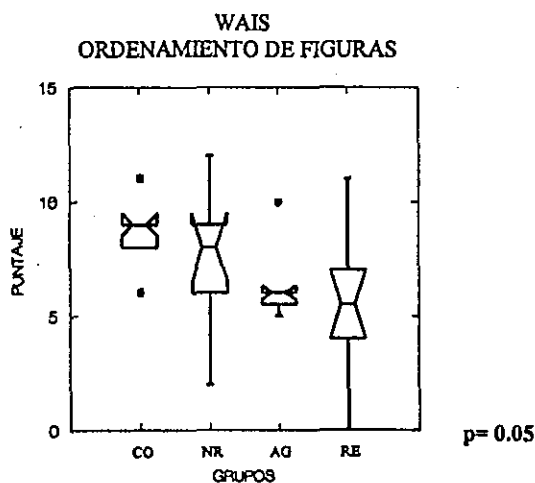 WAIS
ORDENAMIENTO DE FIGURAS
15
10
5
0
PUNTAJE
CO NR AG RE
GRUPOS
p= 0.05